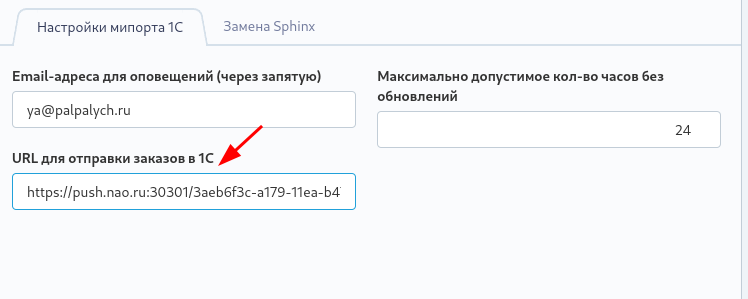 Настройки мипорта 1С
Замена Sphinx
Email-адреса для оповещений (через запятую)
ya@palpalych.ru
Максимально допустимое кол-во часов без
обновлений
24
URL для отправки заказов в 1С
https://push.nao.ru:30301/3aeb6f3c-a179-11ea-b4